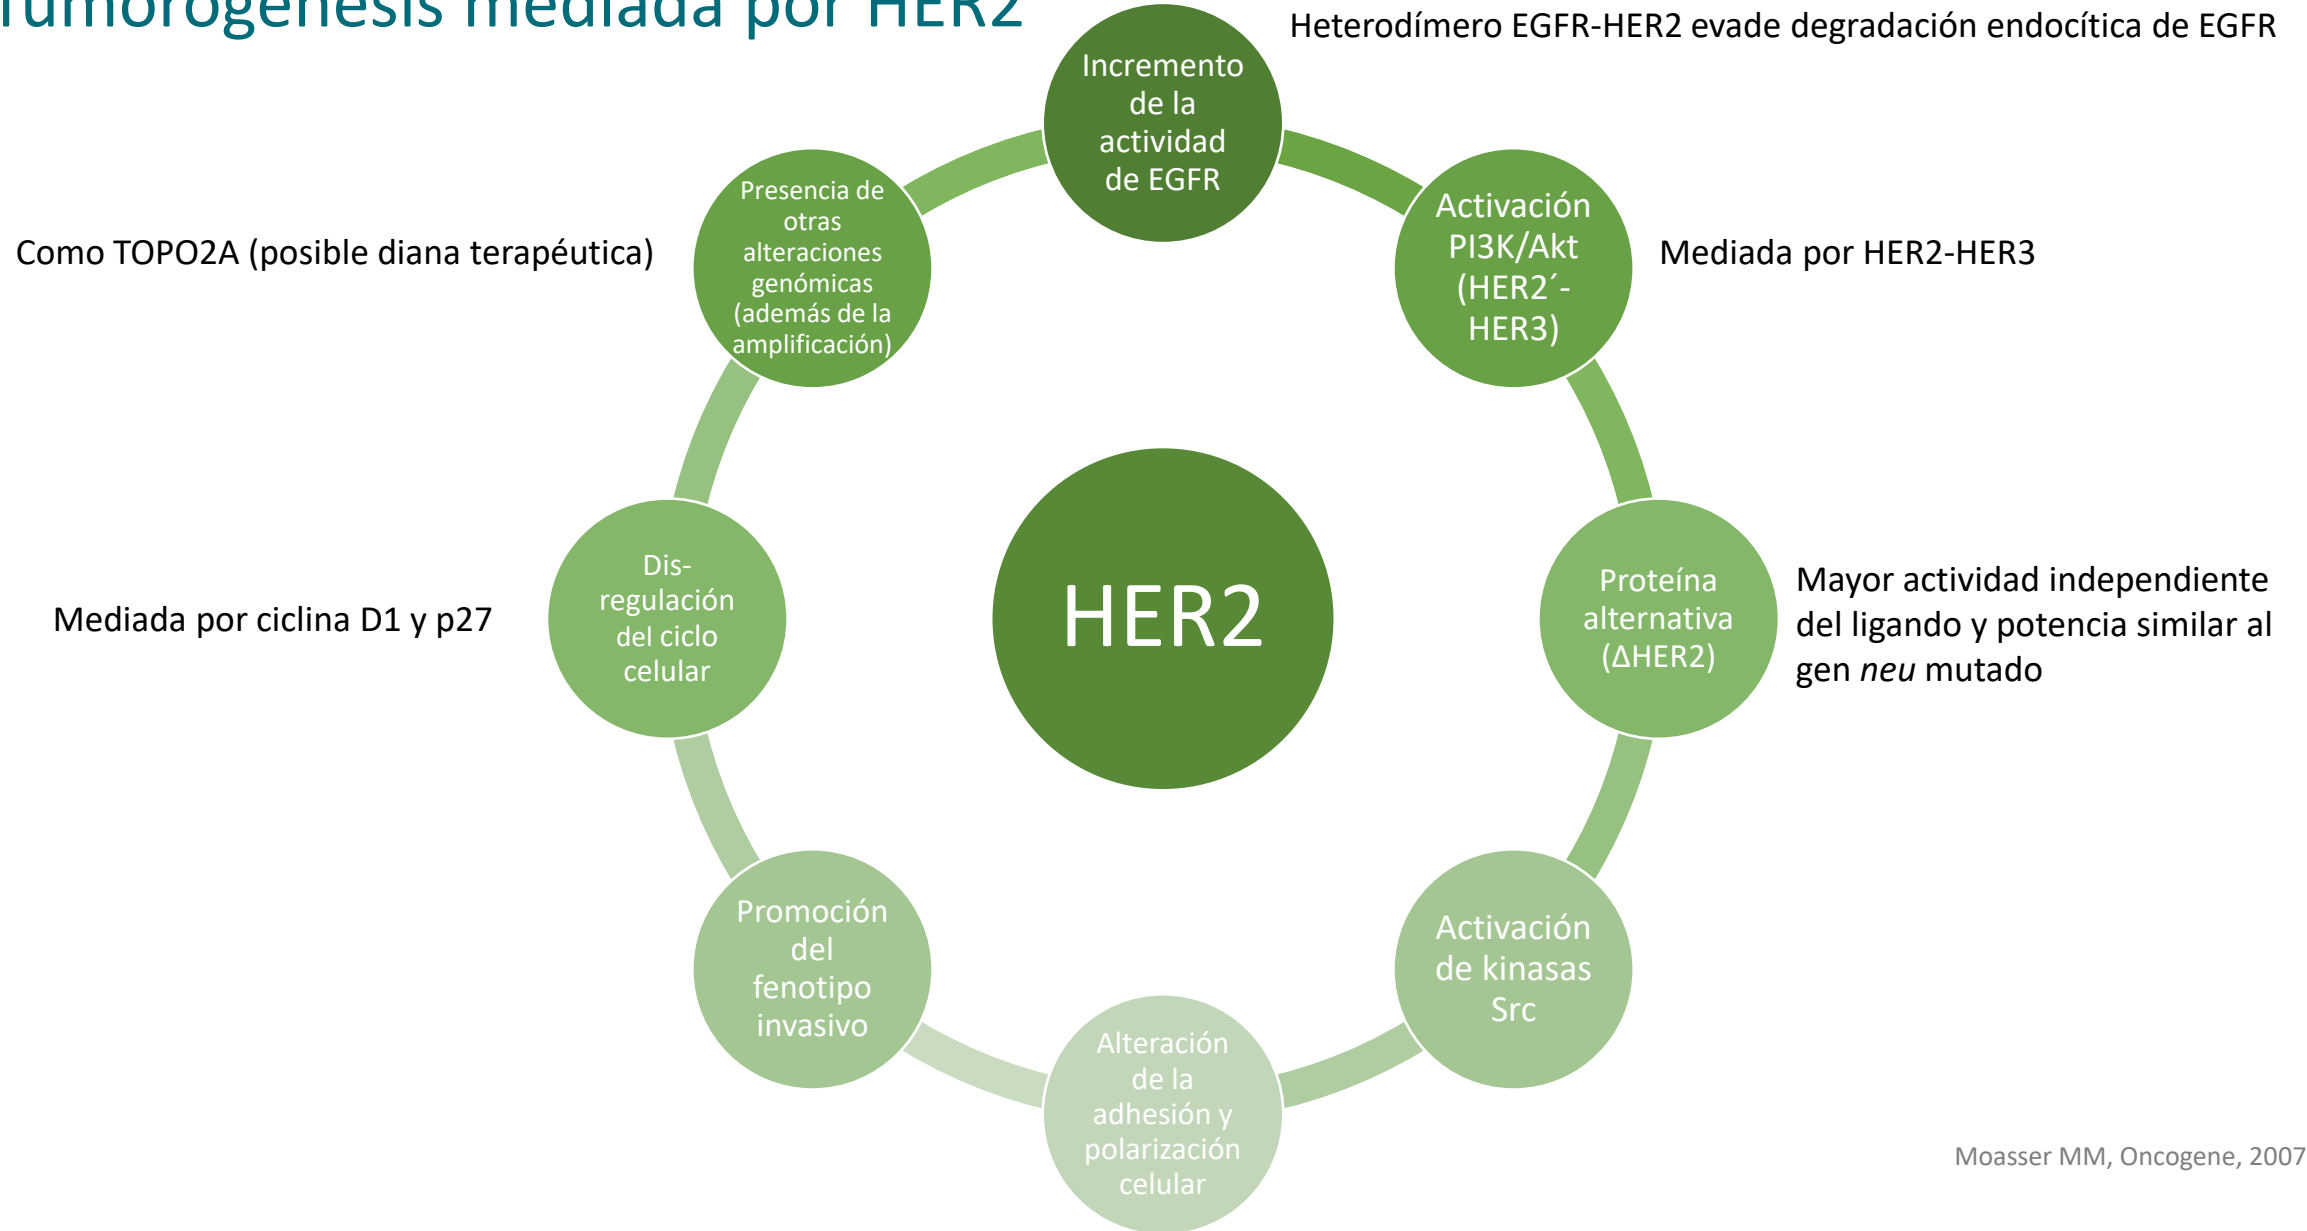 Tumorogénesis mediada por HER2
Heterodímero EGFR-HER2 evade degradación endocítica de EGFR
Incremento
de la
actividad
de EGFR
Activación
PI3K/Akt
(HER2´-
HER3)
Mediada por HER2-HER3
Proteína
alternativa
(ΔHER2)
Mayor actividad independiente
del ligando y potencia similar al
gen neu mutado
Activación
de kinasas
Src
Alteración
de la
adhesión y
polarización
celular
Promoción
del
fenotipo
invasivo
Dis-
regulación
del ciclo
celular
Mediada por ciclina D1 y p27
Presencia de
otras
alteraciones
genómicas
(además de la
amplificación)
Como TOPO2A (posible diana terapéutica)
HER2
Moasser MM, Oncogene, 2007